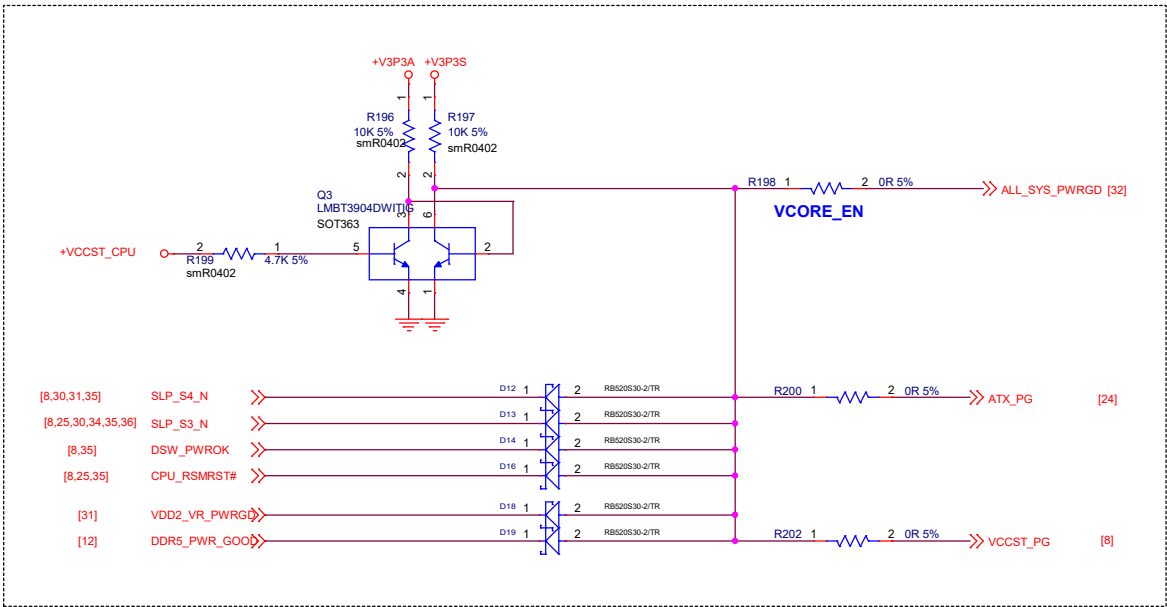 +V3P3A +V3P3S
1 1
R196 R197
10K 5% 10K 5%
smR0402 smR0402
2 2
R198 1 2 0R 5%
ALL_SYS_PWRGD [32]
VCORE_EN
Q3
LMBT3904DWITIG
SOT363
3 6
+VCCST_CPU 2 1 5 2
R199 4.7K 5%
smR0402
4 1
[8,30,31,35] SLP_S4_N D12 1 2 RB520S30-2/TR R200 1 2 0R 5% ATX_PG [24]
[8,25,30,34,35,36] SLP_S3_N D13 1 2 RB520S30-2/TR
[8,35] DSW_PWROK D14 1 2 RB520S30-2/TR
[8,25,35] CPU_RSMRST# D16 1 2 RB520S30-2/TR
[31] VDD2_VR_PWRGD D18 1 2 RB520S30-2/TR
[12] DDR5_PWR_GOOD D19 1 2 RB520S30-2/TR R202 1 2 0R 5% VCCST_PG [8]